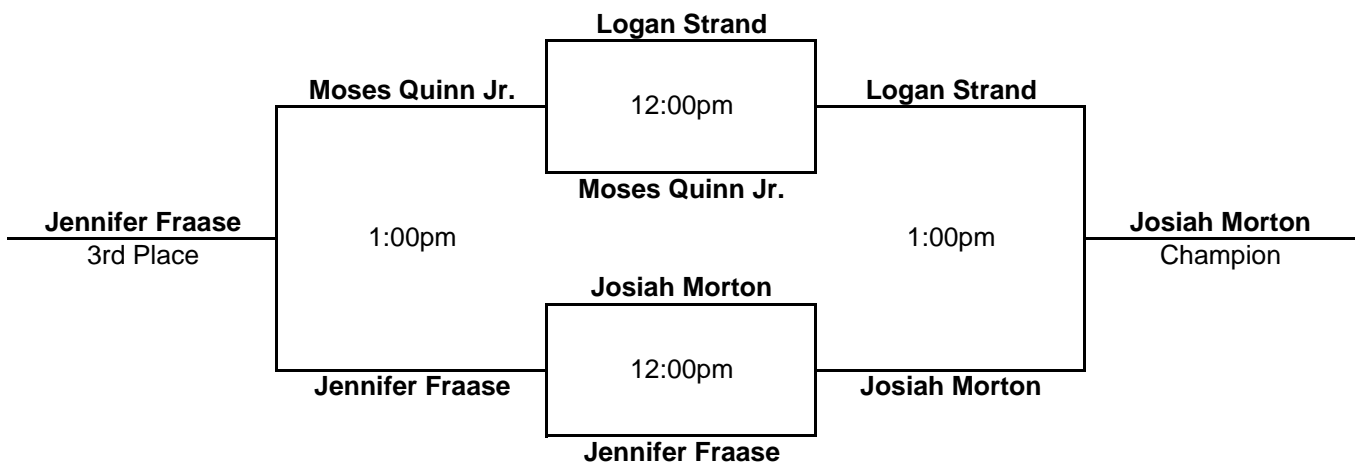 Logan Strand
Moses Quinn Jr.
12:00pm
Logan Strand
Moses Quinn Jr.
Jennifer Fraase
3rd Place
1:00pm
1:00pm
Josiah Morton
Champion
Josiah Morton
Jennifer Fraase
12:00pm
Josiah Morton
Jennifer Fraase